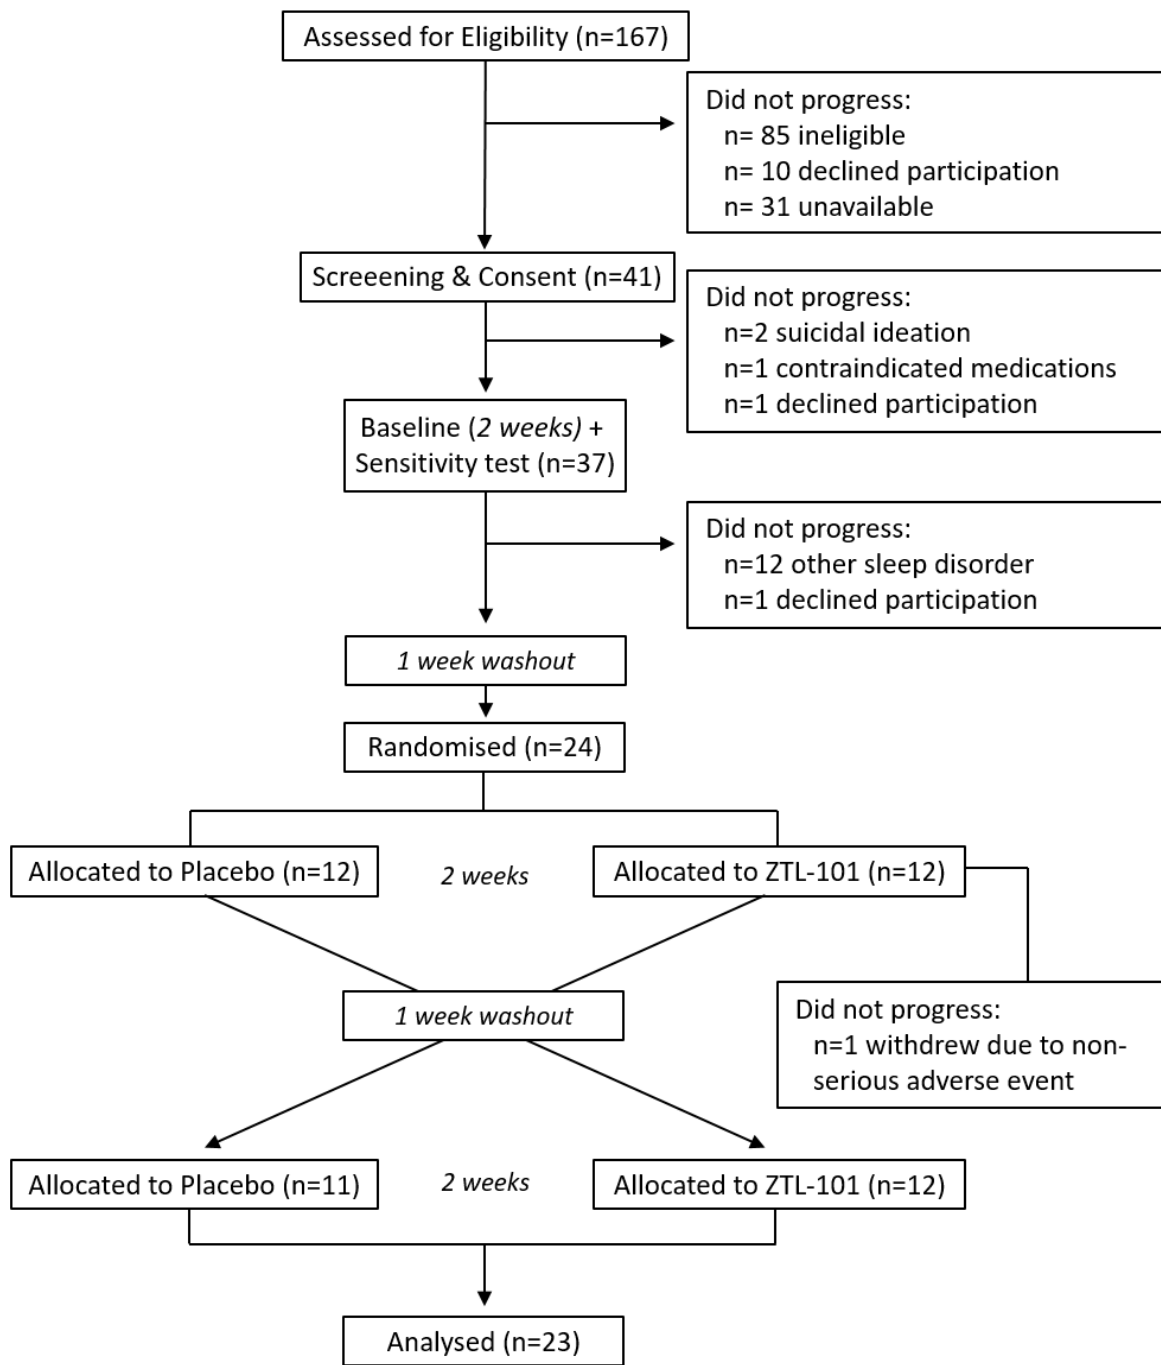 Assessed for Eligibility (n=167)
Did not progress:
n= 85 ineligible
n= 10 declined participation
n= 31 unavailable
Screeening & Consent (n=41)
Did not progress:
n=2 suicidal ideation
n=1 contraindicated medications
n=1 declined participation
Baseline (2 weeks) +
Sensitivity test (n=37)
Did not progress:
n=12 other sleep disorder
n=1 declined participation
1 week washout
Randomised (n=24)
Allocated to Placebo (n=12)
2 weeks
Allocated to ZTL-101 (n=12)
1 week washout
Did not progress:
n=1 withdrew due to non-
serious adverse event
Allocated to Placebo (n=11)
2 weeks
Allocated to ZTL-101 (n=12)
Analysed (n=23)